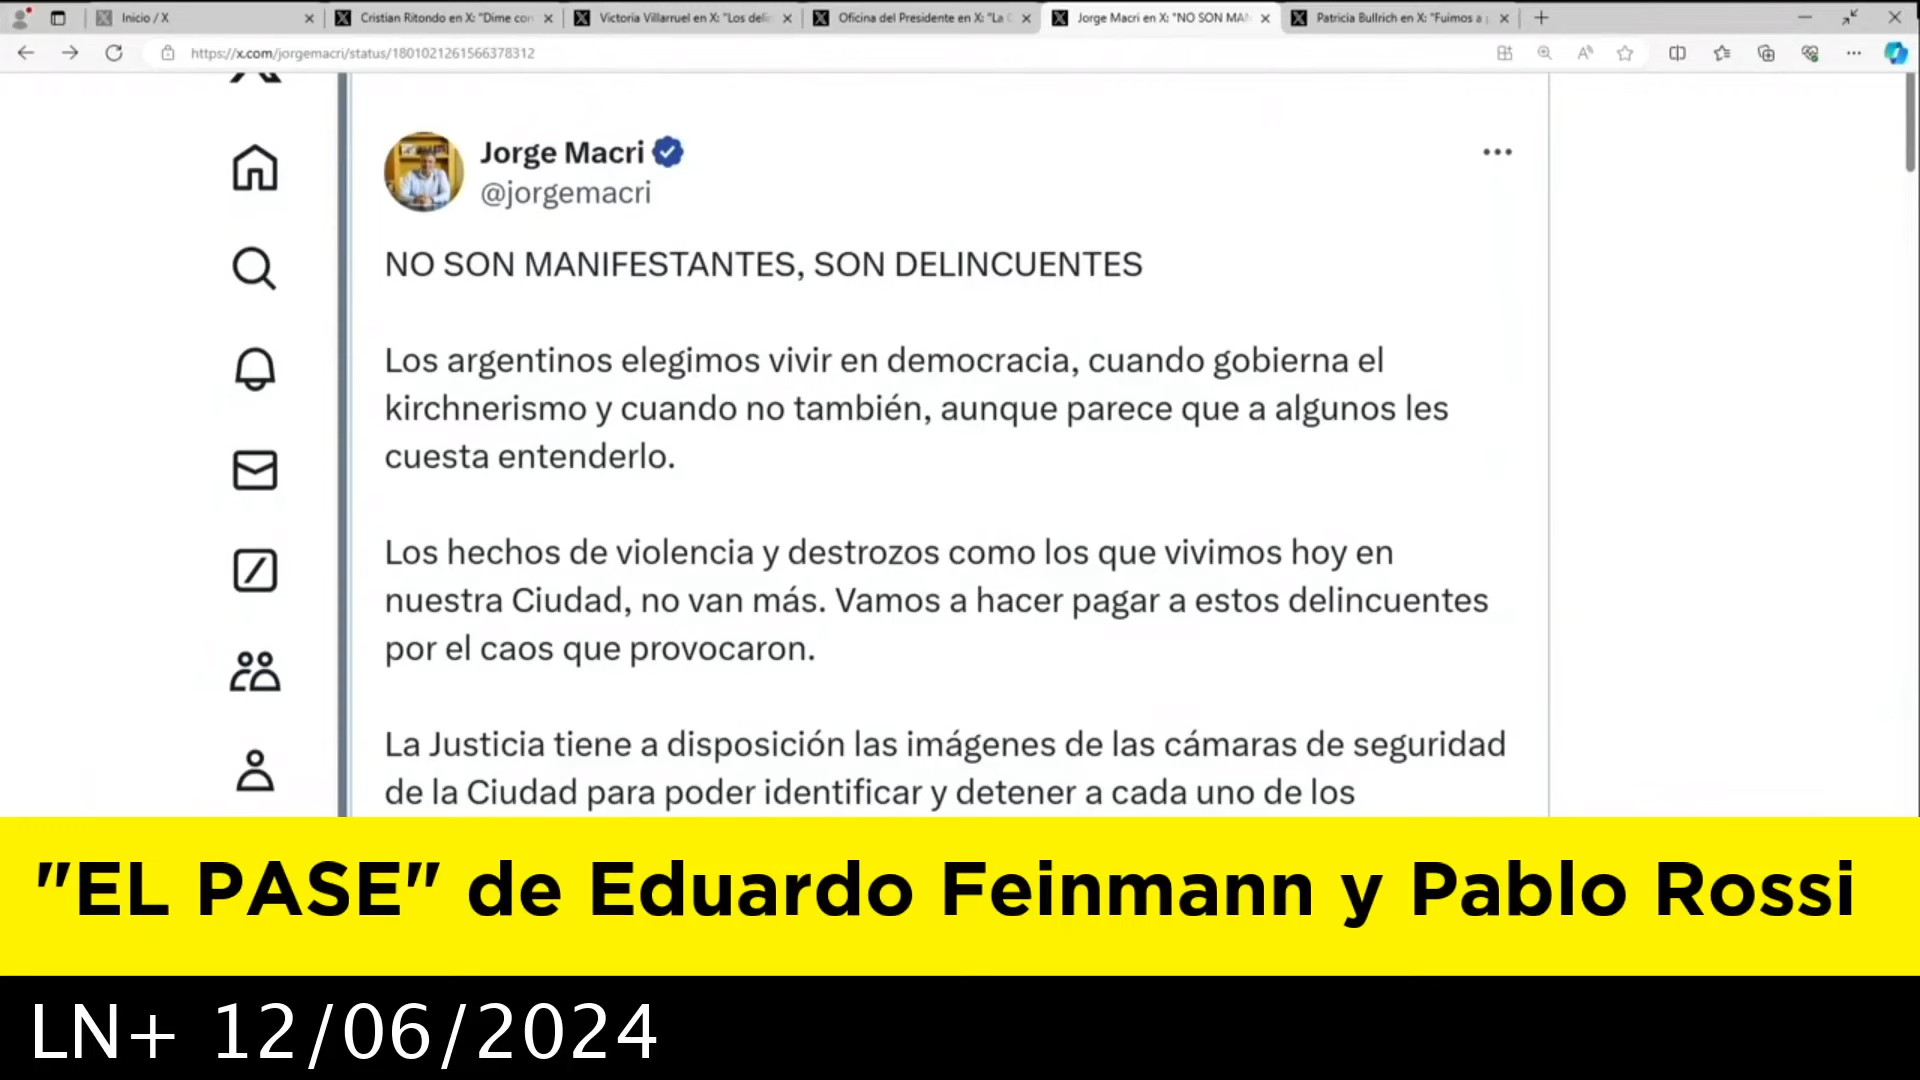 Inicio / X
Cristian Ritondo en X: "Dime con
Victoria Villarruel en X: "Los deli
Oficina del Presidente en X: "La C
Jorge Macri en X: "NO SON MAN
Patricia Bullrich en X: "Fuimos a
https://x.com/jorgemacri/status/1801021261566378312
Jorge Macri
@jorgemacri
NO SON MANIFESTANTES, SON DELINCUENTES
Los argentinos elegimos vivir en democracia, cuando gobierna el
kirchnerismo y cuando no también, aunque parece que a algunos les
cuesta entenderlo.
Los hechos de violencia y destrozos como los que vivimos hoy en
nuestra Ciudad, no van más. Vamos a hacer pagar a estos delincuentes
por el caos que provocaron.
La Justicia tiene a disposición las imágenes de las cámaras de seguridad
de la Ciudad para poder identificar y detener a cada uno de los
"EL PASE" de Eduardo Feinmann y Pablo Rossi
LN+ 12/06/2024